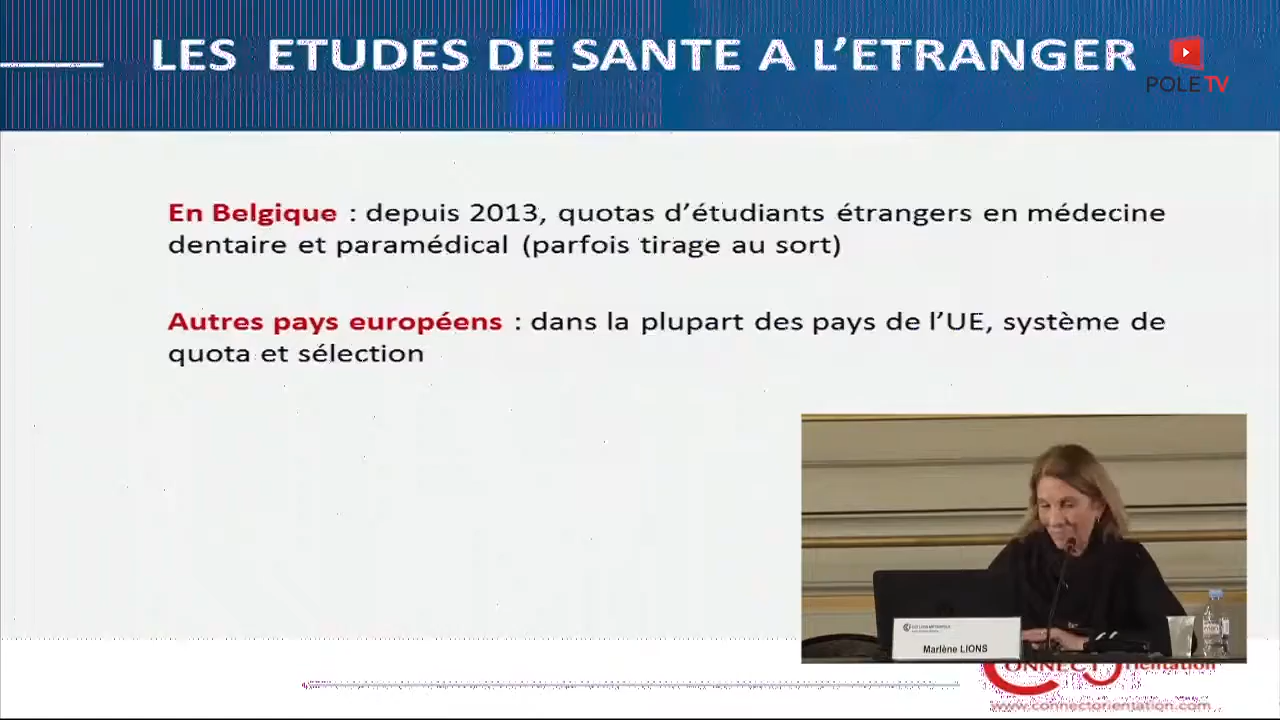 LES ETUDES DE SANTE A L'ETRANGER
POLE TV
En Belgique : depuis 2013, quotas d'étudiants étrangers en médecine
dentaire et paramédical (parfois tirage au sort)
Autres pays européens : dans la plupart des pays de l'UE, système de
quota et sélection
Marlène LIONS
CONNECT Orientation
www.connectorientation.com